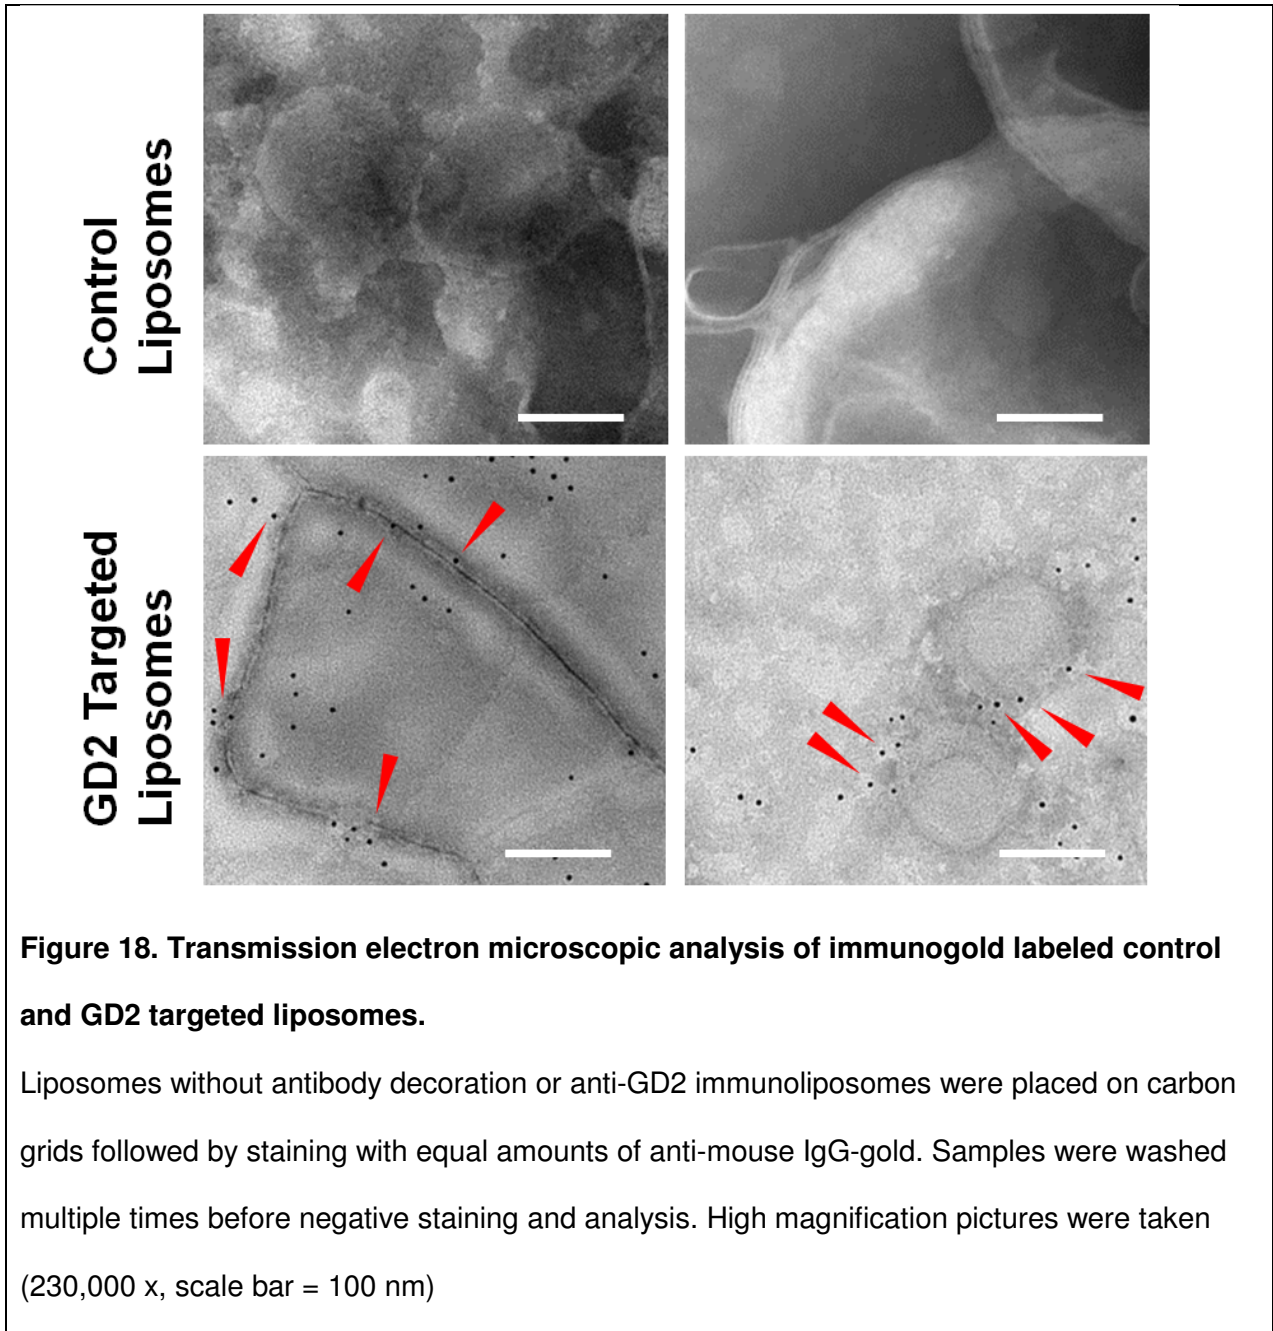 Control
Liposomes
GD2 Targeted
Liposomes
Figure 18. Transmission electron microscopic analysis of immunogold labeled control
and GD2 targeted liposomes.
Liposomes without antibody decoration or anti-GD2 immunoliposomes were placed on carbon
grids followed by staining with equal amounts of anti-mouse IgG-gold. Samples were washed
multiple times before negative staining and analysis. High magnification pictures were taken
(230,000 x, scale bar = 100 nm)